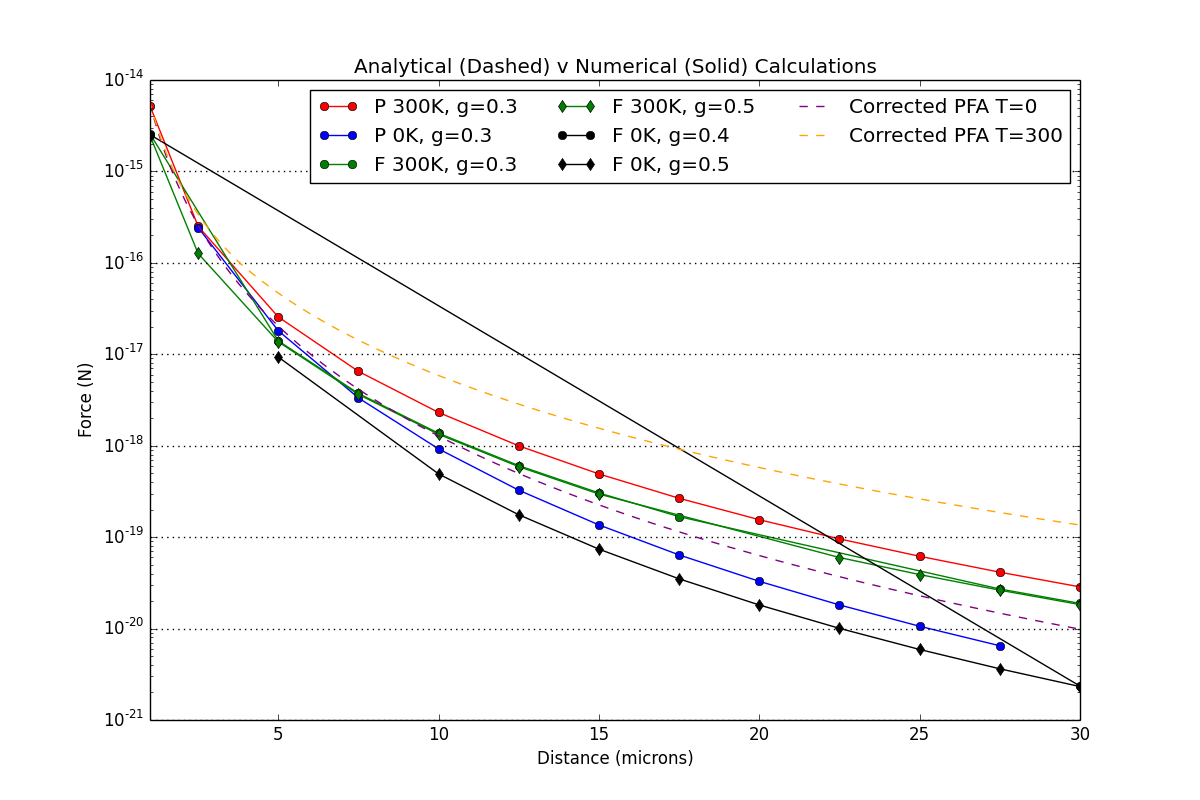 Analytical (Dashed) v Numerical (Solid) Calculations
P 300K, g=0.3
P 0K, g=0.3
F 300K, g=0.3
F 300K, g=0.5
F 0K, g=0.4
F 0K, g=0.5
Corrected PFA T=0
Corrected PFA T=300
Force (N)
10^-14
10^-15
10^-16
10^-17
10^-18
10^-19
10^-20
10^-21
5 10 15 20 25 30
Distance (microns)